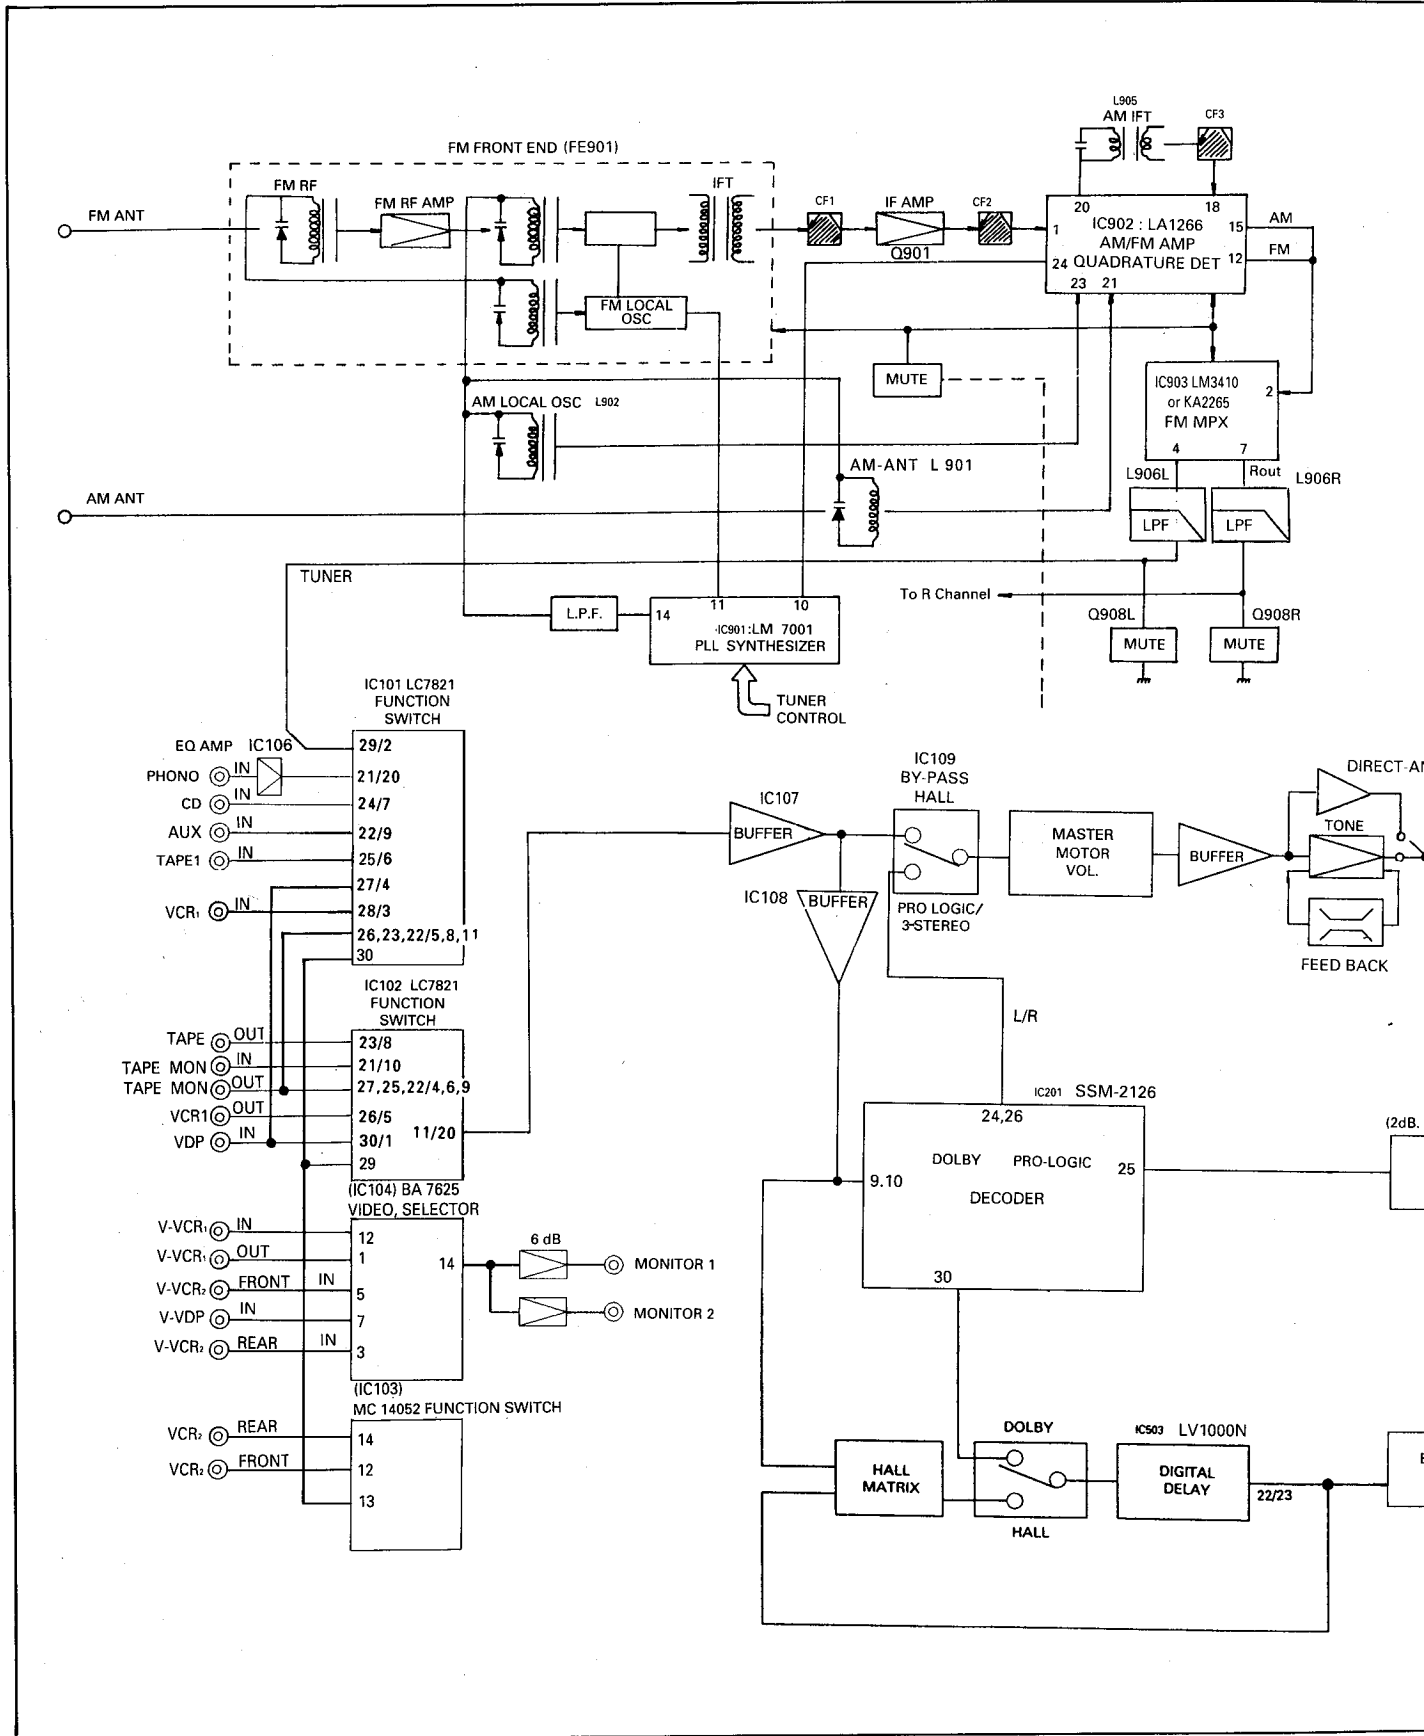 L905
AM IFT
CF3
FM FRONT END (FE901)
FM RF
FM RF AMP
IFT
CF1
IF AMP
CF2
FM ANT
20
18
IC902 : LA1266
AM/FM AMP
QUADRATURE DET
1
24
23
21
15
12
AM
FM
Q901
FM LOCAL
OSC
MUTE
IC903 LM3410
or KA2265
FM MPX
2
4
7
AM LOCAL OSC L902
AM-ANT L 901
L906L
Rout
L906R
LPF
LPF
AM ANT
TUNER
To R Channel
L.P.F.
14
11
10
IC901:LM 7001
PLL SYNTHESIZER
Q908L
Q908R
MUTE
MUTE
TUNER
CONTROL
IC101 LC7821
FUNCTION
SWITCH
EQ AMP IC106
29/2
PHONO IN
21/20
CD IN
24/7
AUX IN
22/9
TAPE1 IN
25/6
27/4
VCR1 IN
28/3
26,23,22/5,8,11
30
IC107
BUFFER
IC108
BUFFER
IC109
BY-PASS
HALL
PRO LOGIC/
3-STEREO
MASTER
MOTOR
VOL.
BUFFER
DIRECT-AM
TONE
FEED BACK
IC102 LC7821
FUNCTION
SWITCH
TAPE OUT
23/8
TAPE MON IN
21/10
TAPE MON OUT
27,25,22/4,6,9
VCR1 OUT
26/5
VDP IN
30/1
29
11/20
L/R
IC201 SSM-2126
24,26
DOLBY PRO-LOGIC
DECODER
9.10
25
30
(2dB.
(IC104) BA 7625
VIDEO, SELECTOR
V-VCR1 IN
12
V-VCR1 OUT
1
V-VCR2 FRONT IN
5
V-VDP IN
7
V-VCR2 REAR IN
3
14
6 dB
MONITOR 1
MONITOR 2
(IC103)
MC 14052 FUNCTION SWITCH
VCR2 REAR
14
VCR2 FRONT
12
13
HALL
MATRIX
DOLBY
HALL
IC503 LV1000N
DIGITAL
DELAY
22/23